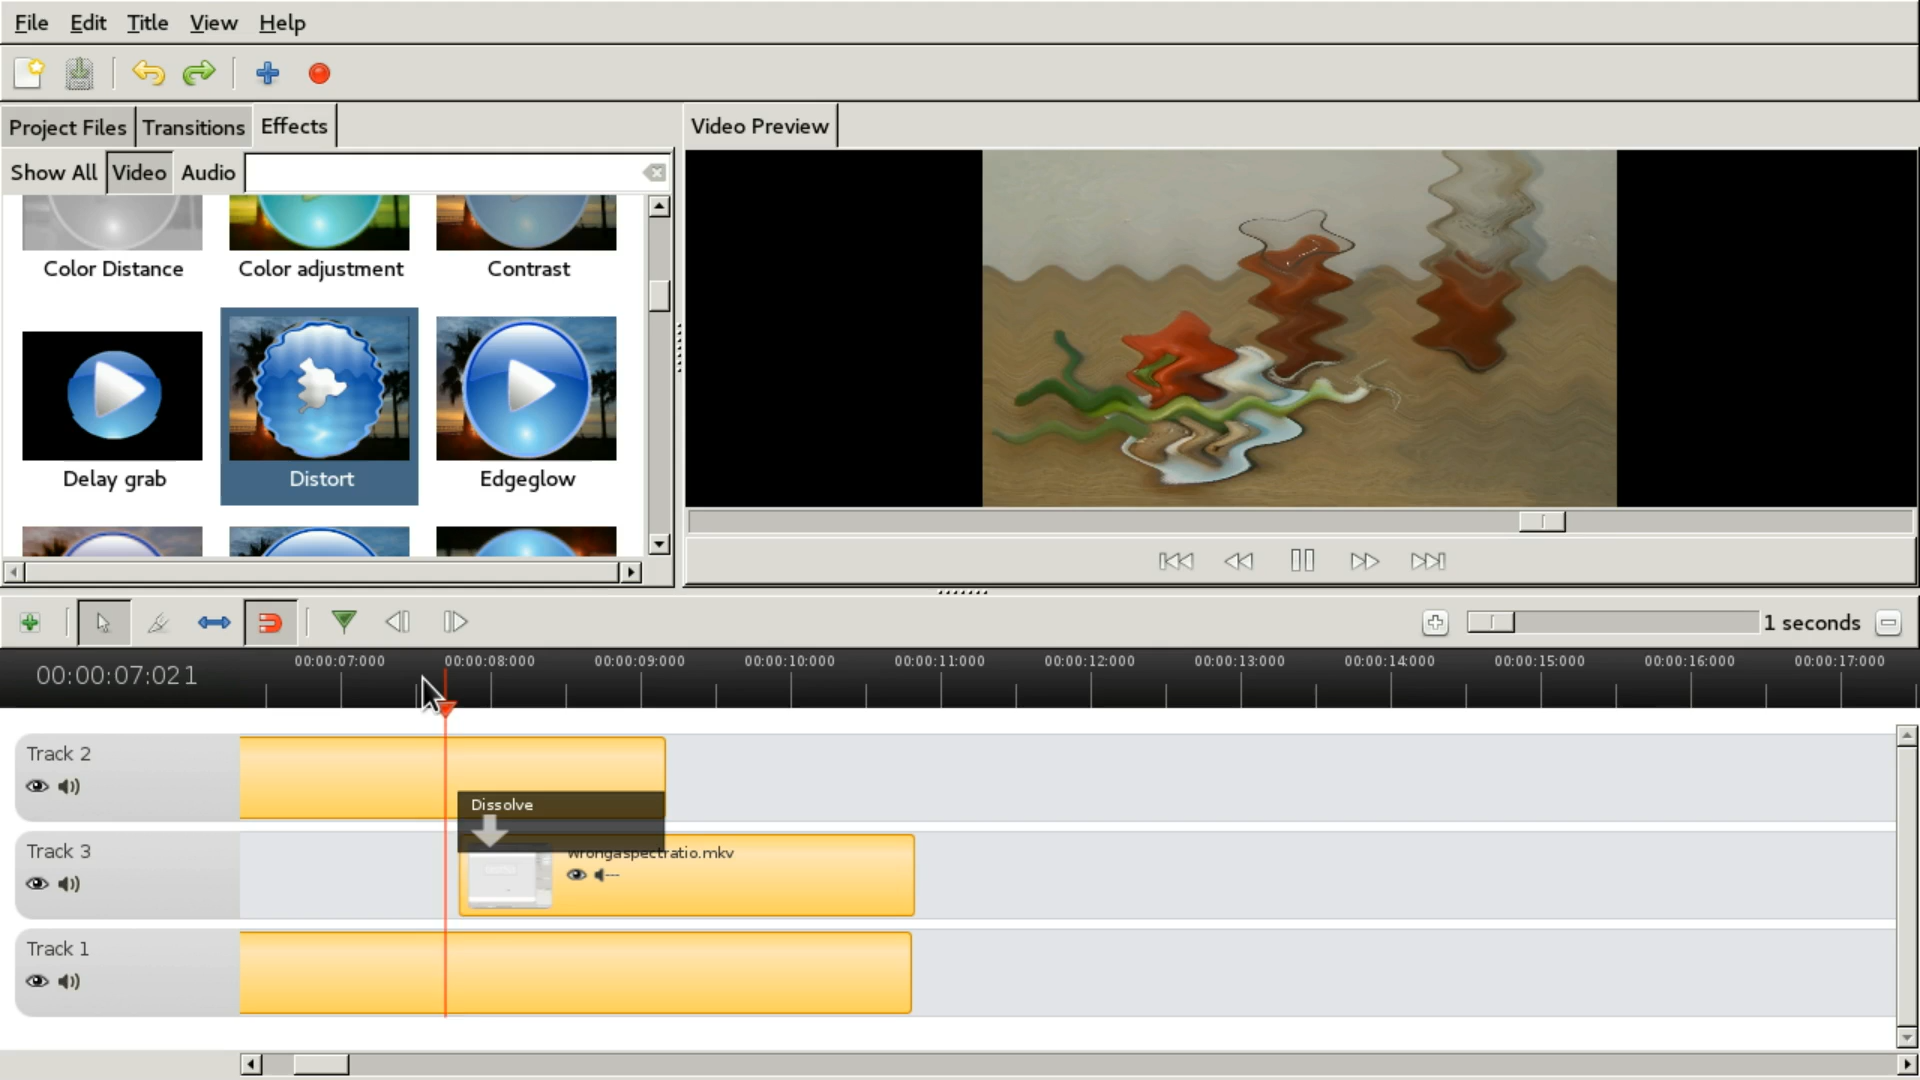 File Edit Title View Help
Project Files Transitions Effects
Video Preview
Show All Video Audio
Color Distance Color adjustment Contrast
Delay grab Distort Edgeglow
1 seconds
00:00:07:021
00:00:07:000 00:00:08:000 00:00:09:000 00:00:10:000 00:00:11:000 00:00:12:000 00:00:13:000 00:00:14:000 00:00:15:000 00:00:16:000 00:00:17:000
Track 2
Dissolve
Track 3
wrongaspectratio.mkv
Track 1